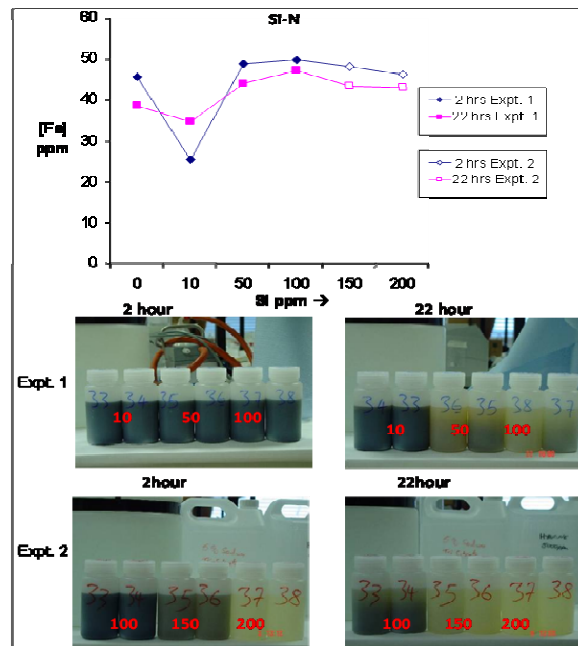 Si-N
60
50
40
30
20
10
0
[Fe]
ppm
0 10 50 100 150 200
Si ppm →
2 hrs Expt. 1
22 hrs Expt. 1
2 hrs Expt. 2
22 hrs Expt. 2
2 hour 22 hour
Expt. 1
33 34 35 36 37 38
10 50 100
34 33 36 35 38 37
10 50 100
2hour 22hour
Expt. 2
33 34 35 36 37 38
100 150 200
33 34 35 36 37 38
100 150 200